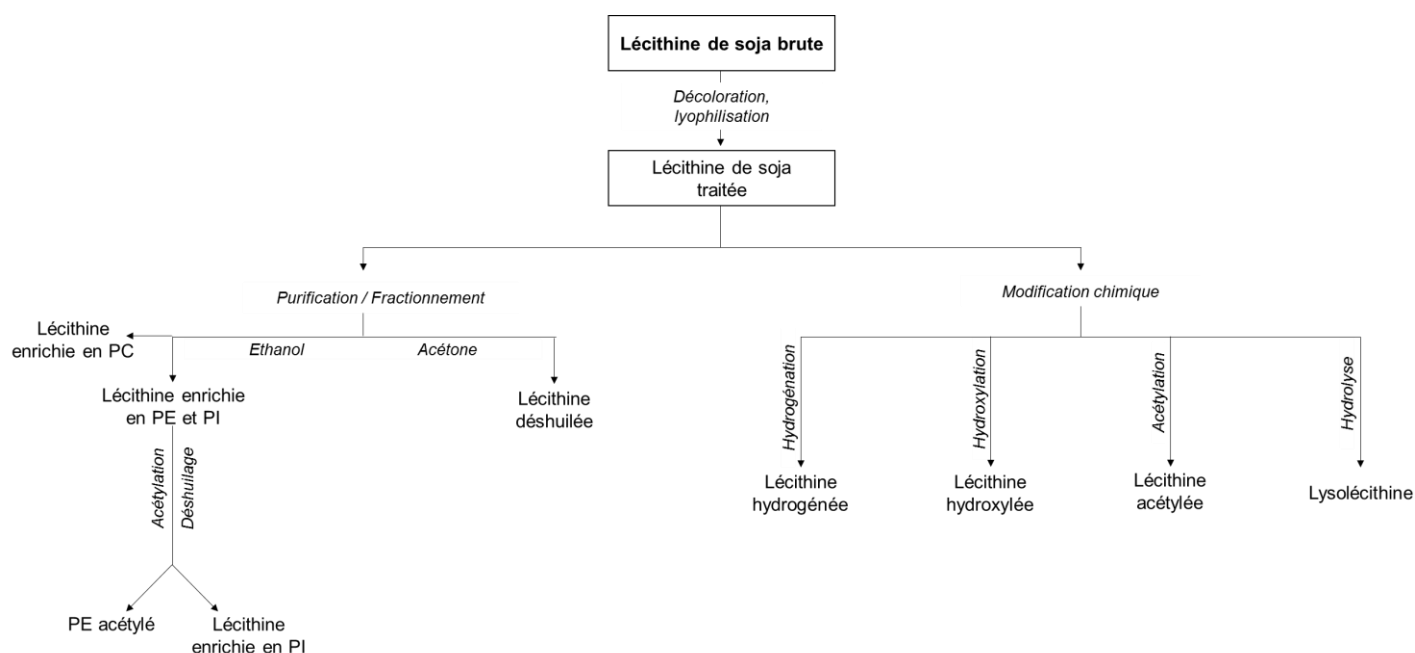 Lécithine de soja brute
Décoloration,
lyophilisation
Lécithine de soja
traitée
Purification / Fractionnement
Modification chimique
Lécithine
enrichie en PC
Ethanol
Acétone
Lécithine enrichie
en PE et PI
Lécithine
déshuilée
Acétylation
Déshuilage
PE acétylé
Lécithine
enrichie en PI
Hydrogénation
Hydroxylation
Acétylation
Hydrolyse
Lécithine
hydrogénée
Lécithine
hydroxylée
Lécithine
acétylée
Lysolécithine